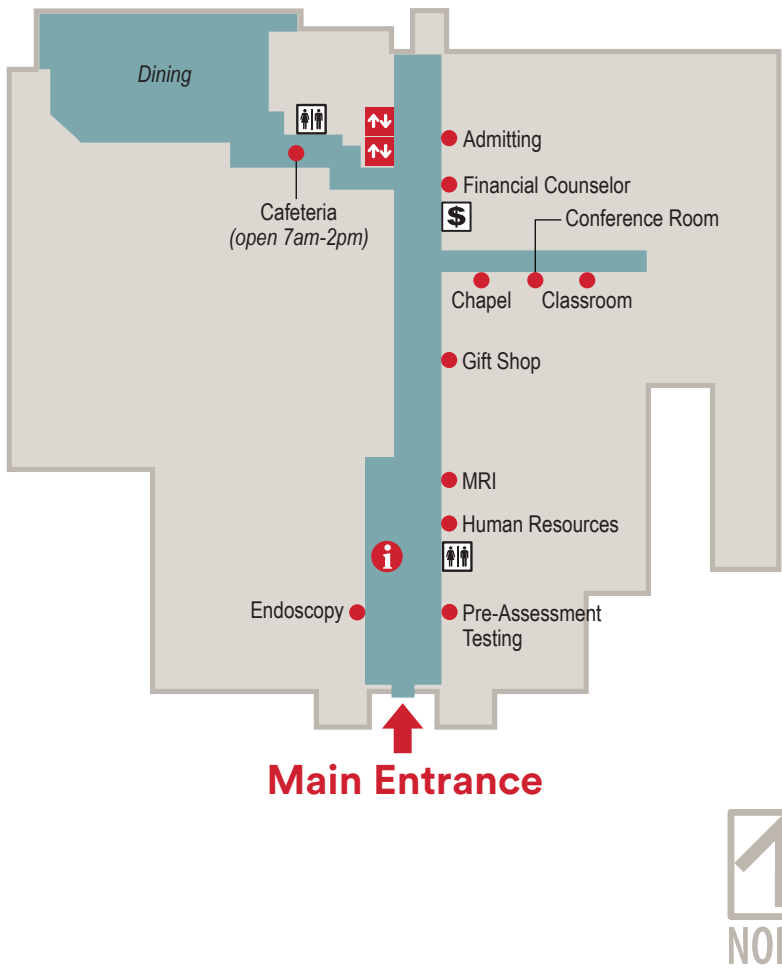 Dining
Admitting
Financial Counselor
$
Cafeteria
(open 7am-2pm)
Conference Room
Chapel
Classroom
Gift Shop
MRI
Human Resources
i
Endoscopy
Pre-Assessment
Testing
Main Entrance